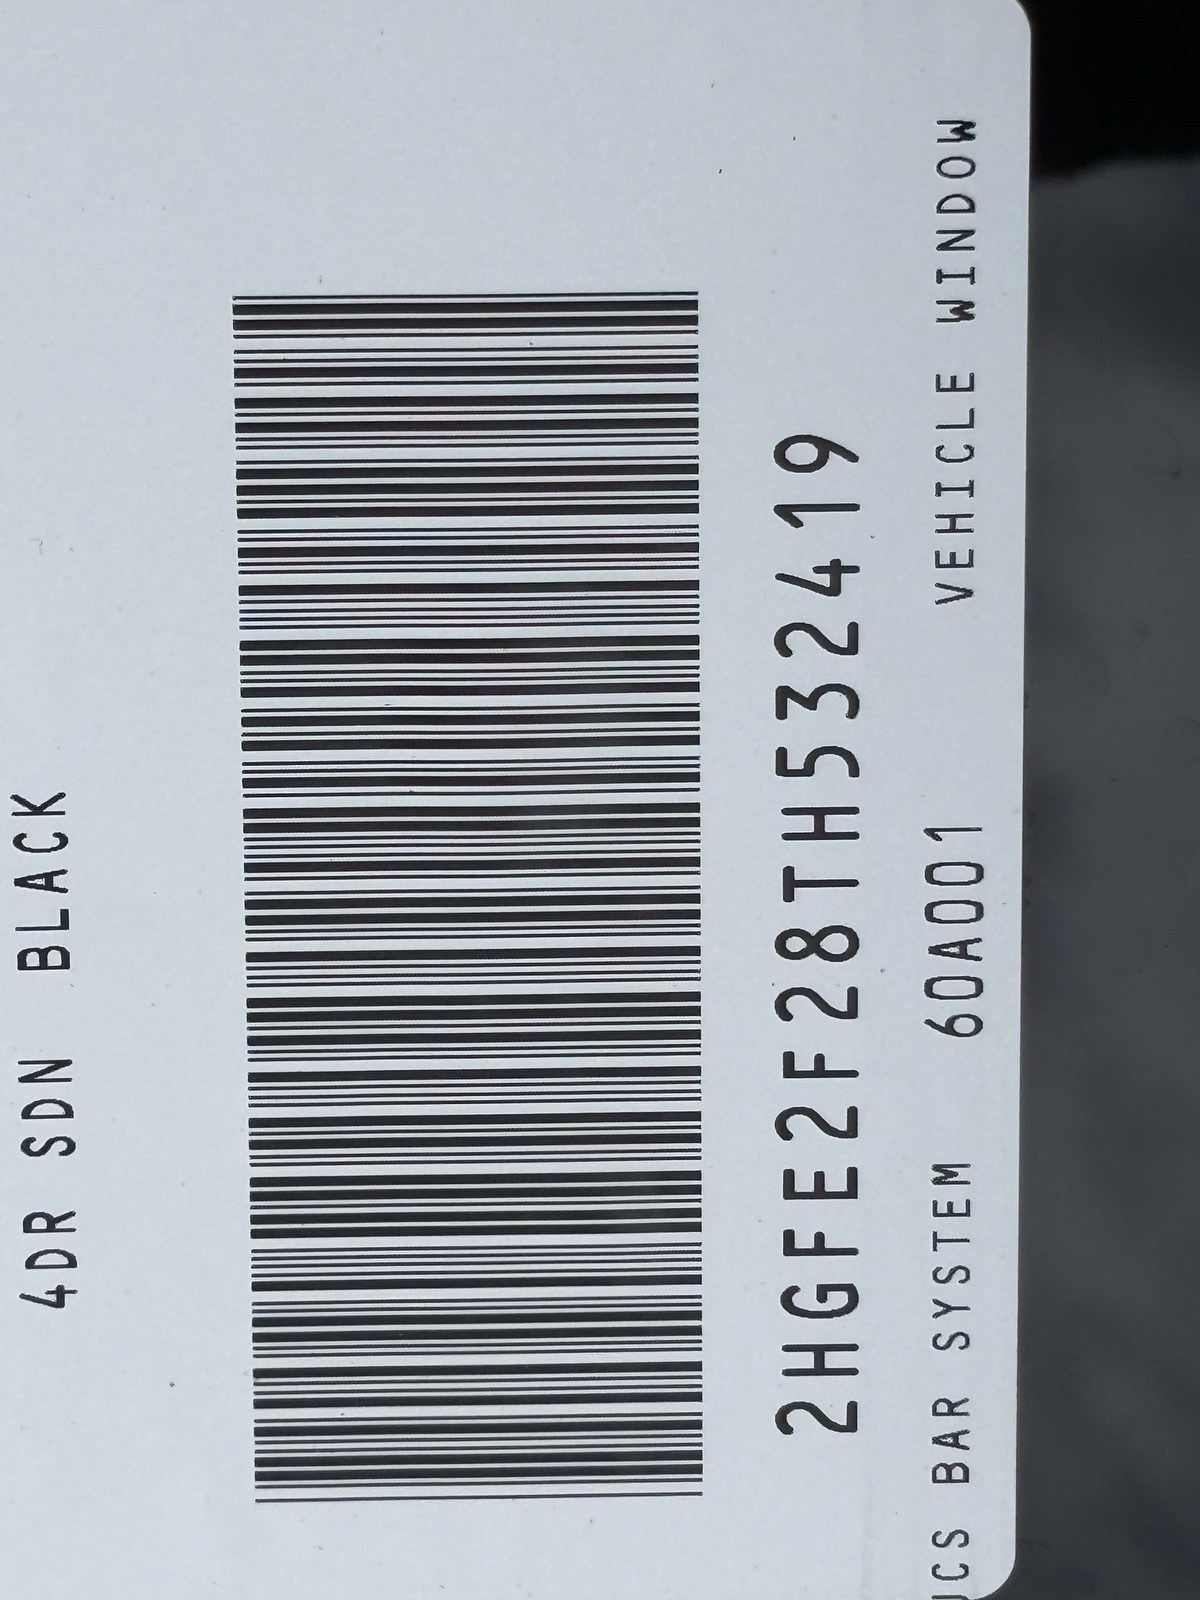 4DR SDN BLACK
2HGFE2F28TH532419
BAR SYSTEM 60A001 VEHICLE WINDOW